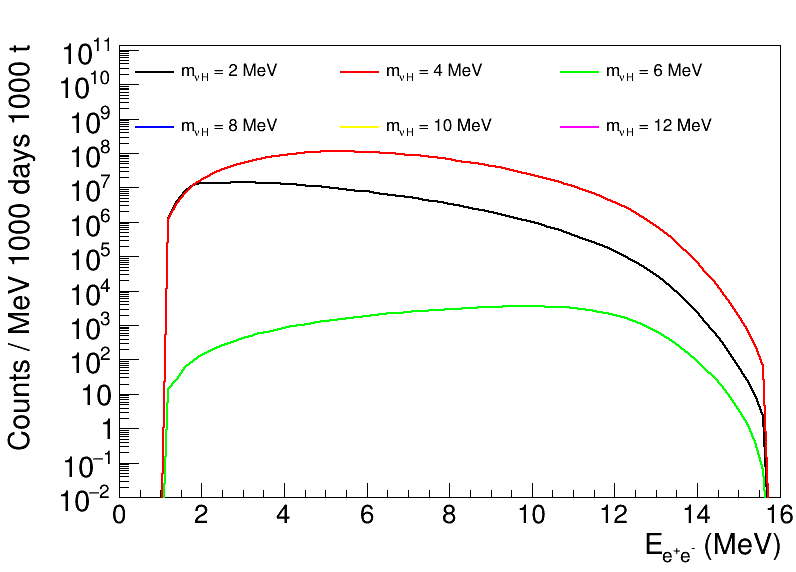 Counts / MeV 1000 days 1000 t
10¹¹
10¹⁰
10⁹
10⁸
10⁷
10⁶
10⁵
10⁴
10³
10²
10
1
10⁻¹
10⁻²
m_νH = 2 MeV m_νH = 4 MeV m_νH = 6 MeV
m_νH = 8 MeV m_νH = 10 MeV m_νH = 12 MeV
0 2 4 6 8 10 12 14 16
E_e⁺e⁻ (MeV)